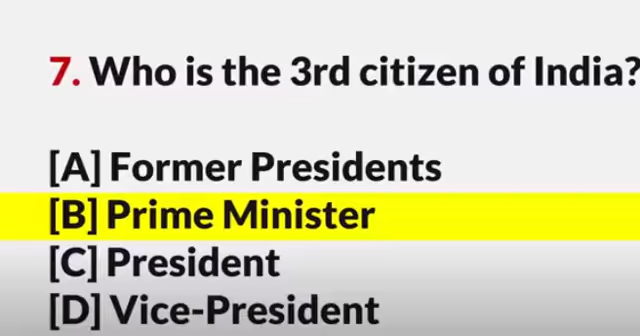 7. Who is the 3rd citizen of India?
[A] Former Presidents
[B] Prime Minister
[C] President
[D] Vice-President